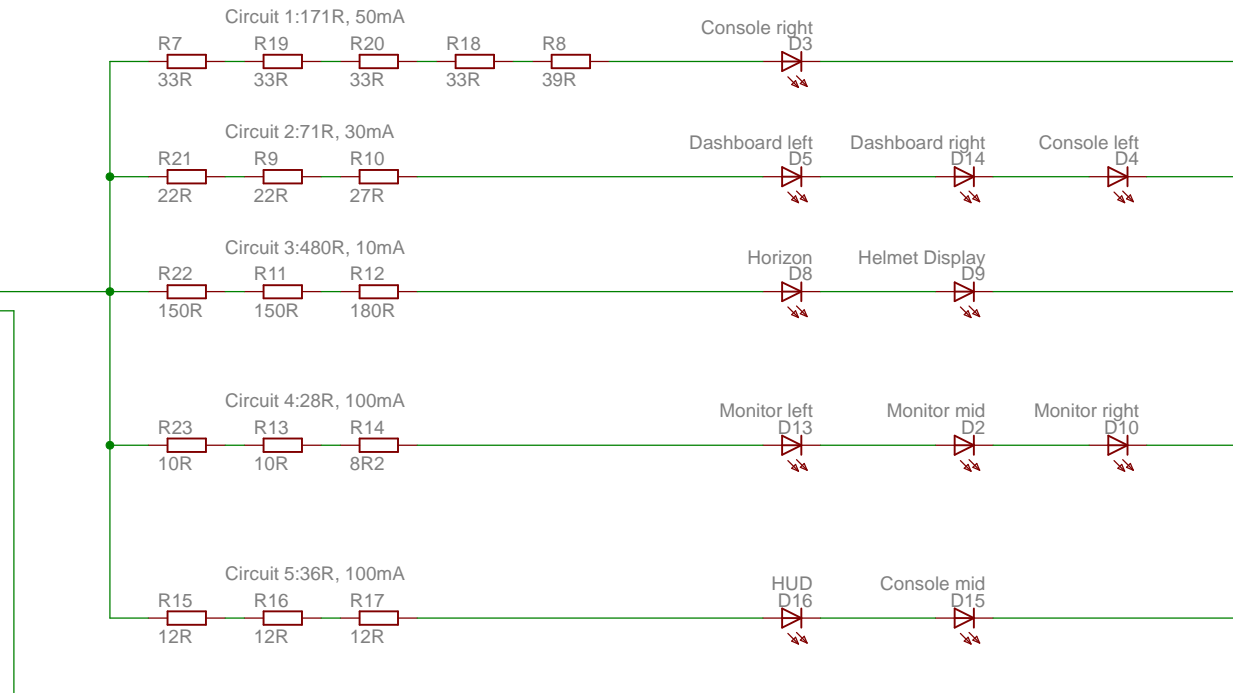 Circuit 1:171R, 50mA
Console right
R7 R19 R20 R18 R8 D3
33R 33R 33R 33R 39R
Circuit 2:71R, 30mA
Dashboard left Dashboard right Console left
R21 R9 R10 D5 D14 D4
22R 22R 27R
Circuit 3:480R, 10mA
Horizon Helmet Display
R22 R11 R12 D8 D9
150R 150R 180R
Circuit 4:28R, 100mA
Monitor left Monitor mid Monitor right
R23 R13 R14 D13 D2 D10
10R 10R 8R2
Circuit 5:36R, 100mA
HUD Console mid
R15 R16 R17 D16 D15
12R 12R 12R